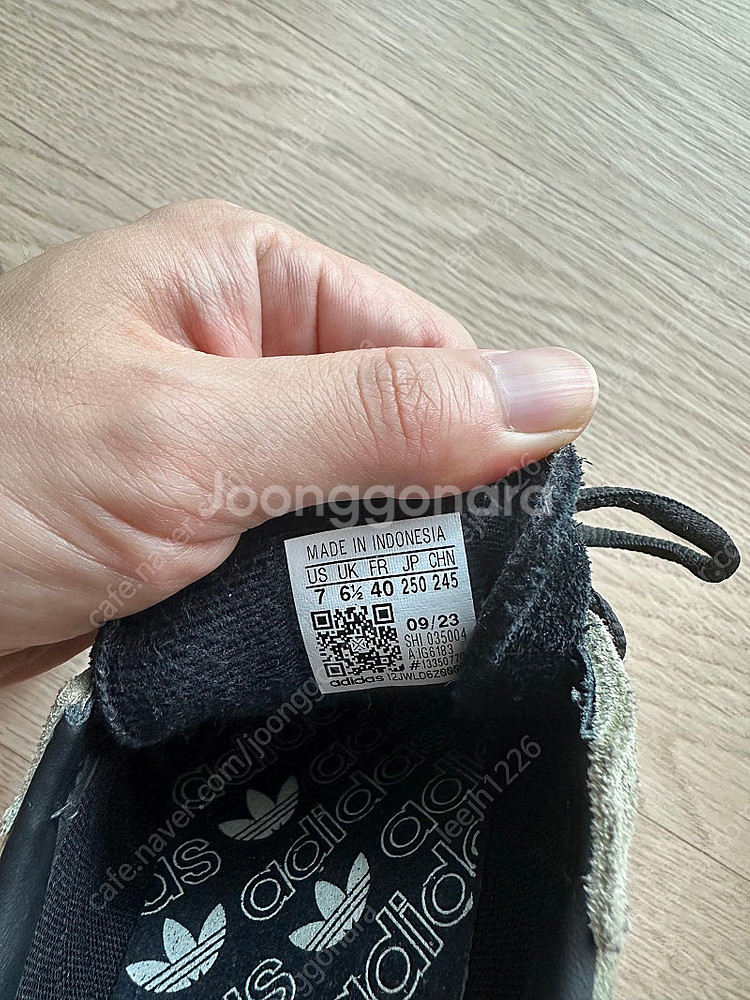 Joonggonara
MADE IN INDONESIA
US UK FR JP CHN
7 6½ 40 250 245
09/23
SHI 035004
A.IG6183
adidas
adidas
adidas
cafe.naver.com/joonggonara
leejh1226